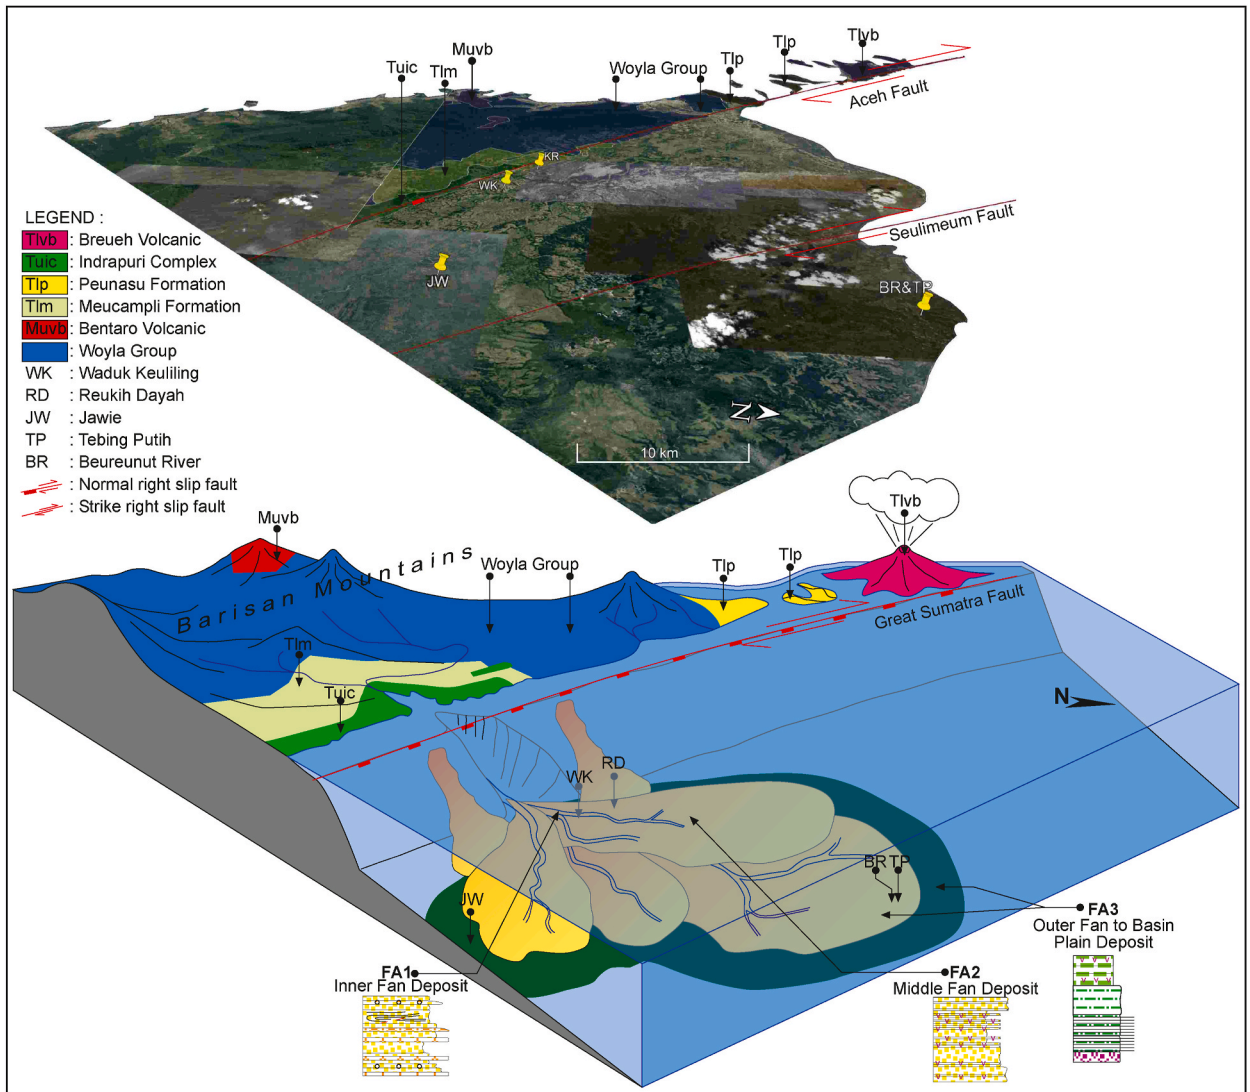 Tlvb
Tlp
Muvb
Tlp
Tuic
Tlm
Woyla Group
Aceh Fault
KR
WK
Seulimeum Fault
JW
BR&TP
N
10 km
LEGEND :
Tlvb : Breueh Volcanic
Tuic : Indrapuri Complex
Tlp : Peunasu Formation
Tlm : Meucampli Formation
Muvb : Bentaro Volcanic
: Woyla Group
WK : Waduk Keuliling
RD : Reukih Dayah
JW : Jawie
TP : Tebing Putih
BR : Beureunut River
: Normal right slip fault
: Strike right slip fault
Muvb
Tlvb
Barisan Mountains
Woyla Group
Tlp
Tlp
Great Sumatra Fault
Tlm
Tuic
N
WK
RD
BR TP
JW
FA1
Inner Fan Deposit
FA2
Middle Fan Deposit
FA3
Outer Fan to Basin
Plain Deposit